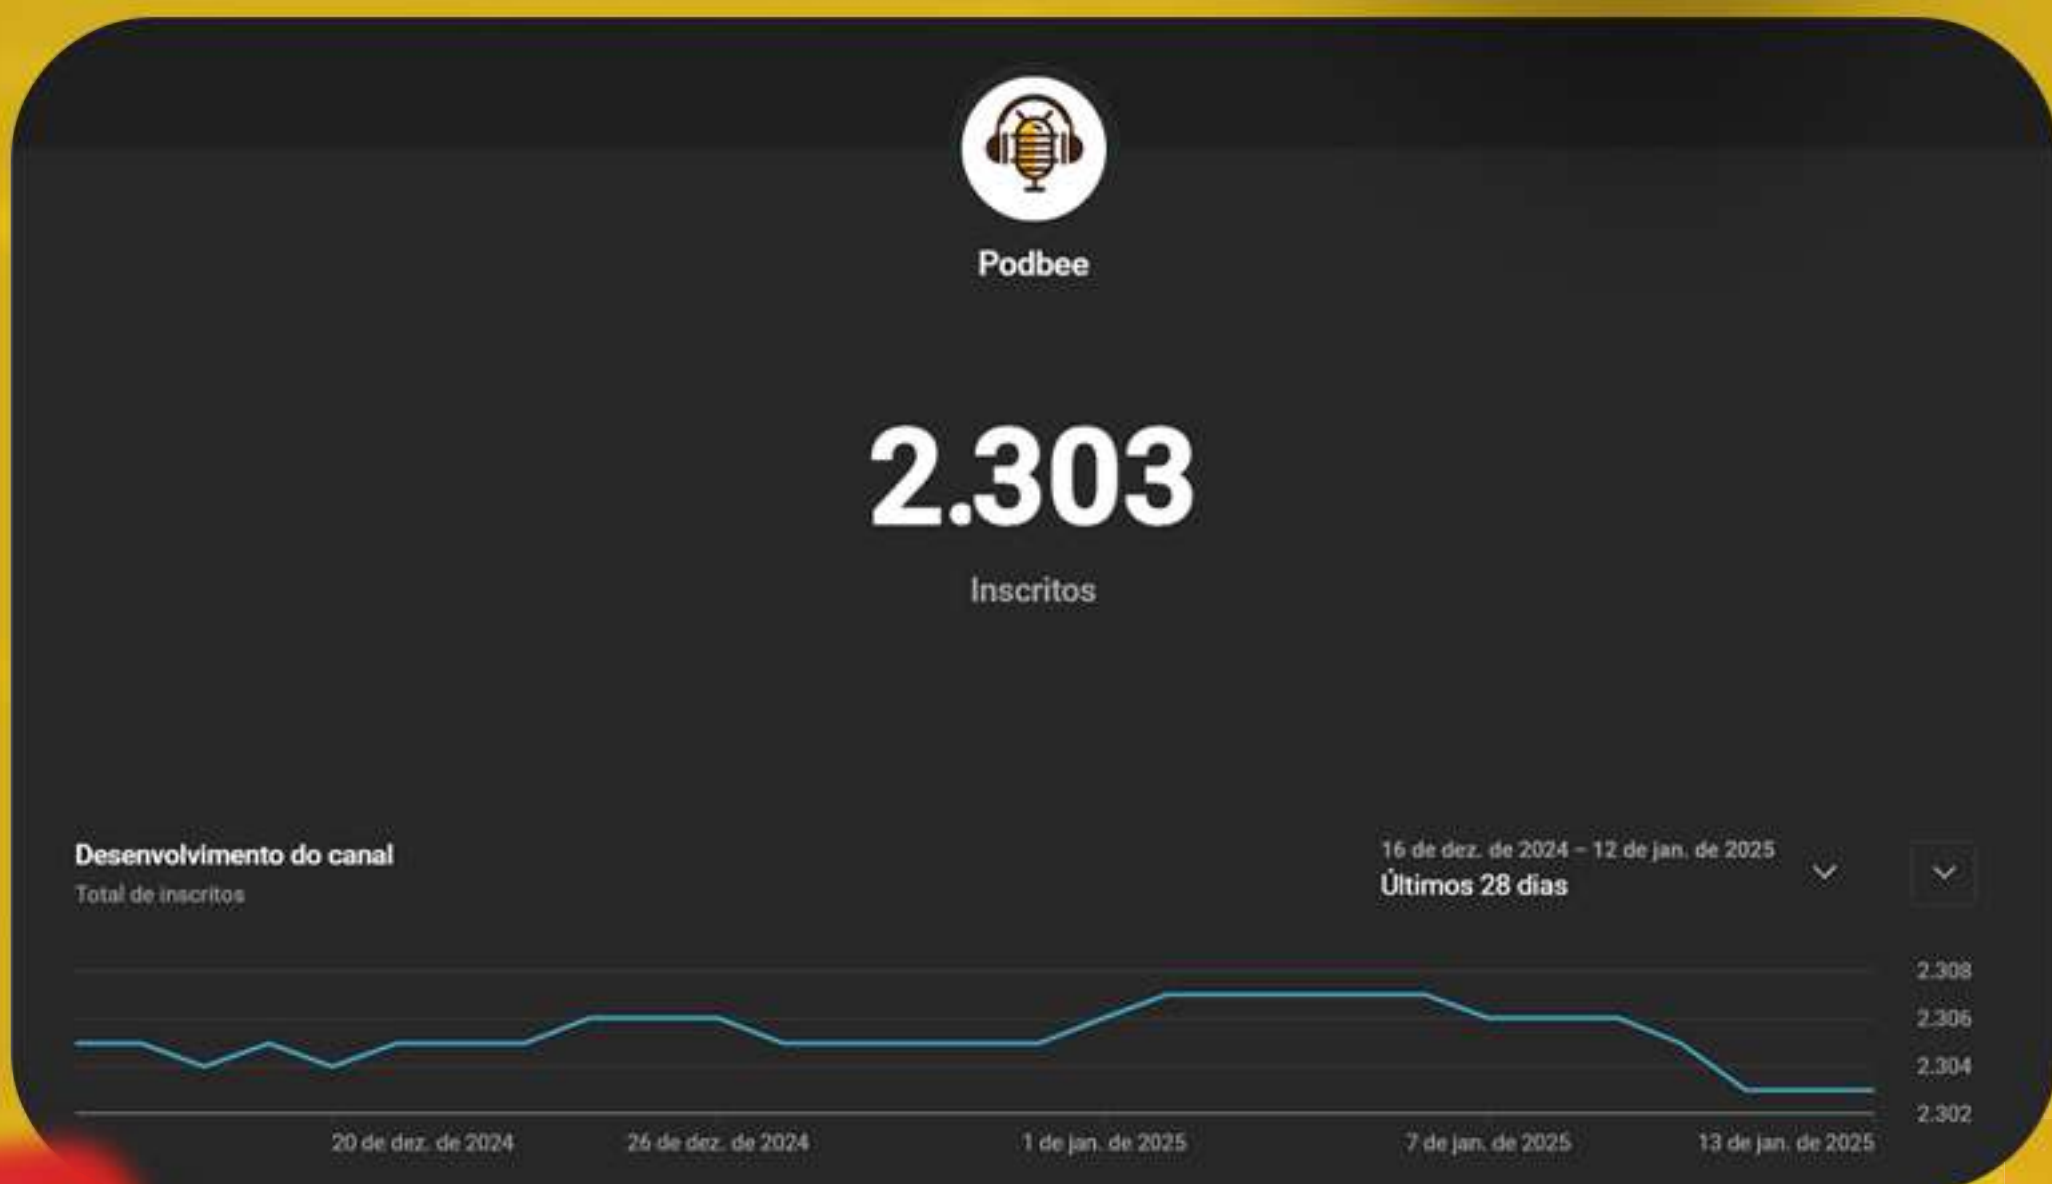 Podbee
2.303
Inscritos
Desenvolvimento do canal
Total de inscritos
16 de dez. de 2024 – 12 de jan. de 2025
Últimos 28 dias
2.308
2.306
2.304
2.302
20 de dez. de 2024
26 de dez. de 2024
1 de jan. de 2025
7 de jan. de 2025
13 de jan. de 2025